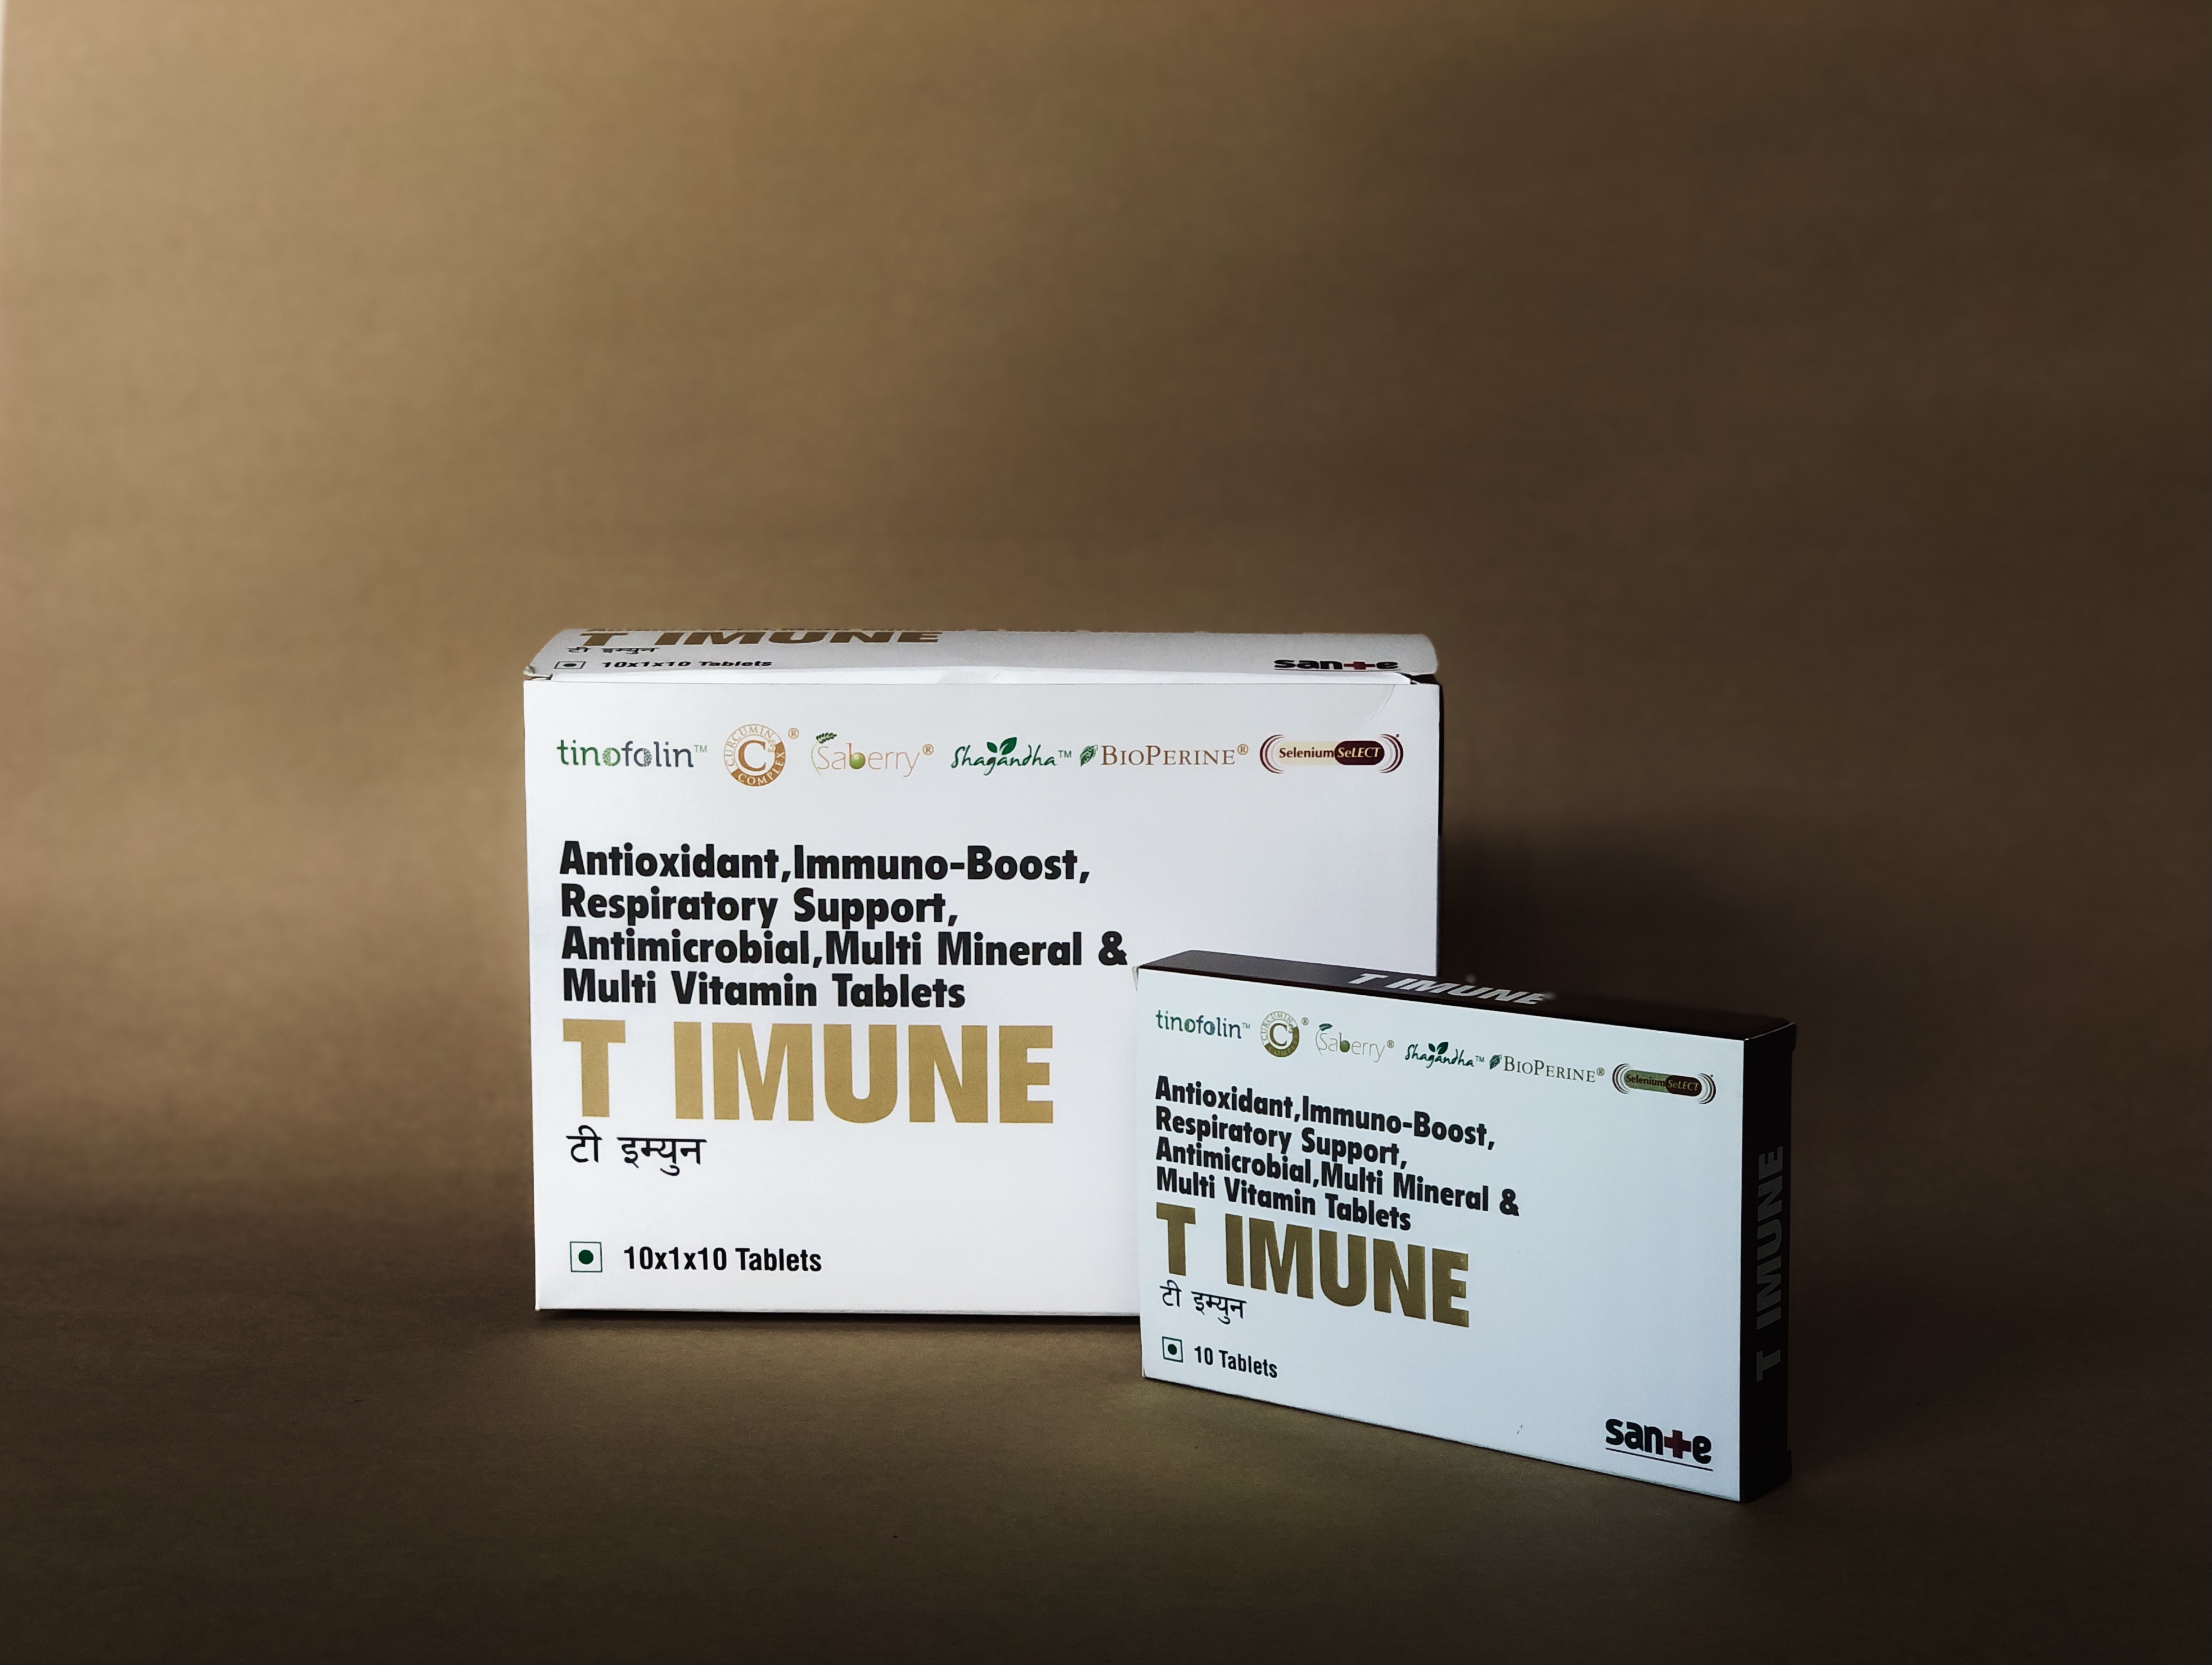 T IMUNE
टी इम्युन
10x1x10 Tablets
san+e
tinofolin™ CURCUMIN C3 COMPLEX® Saberry® Shagandha™ BIOPERINE® Selenium SeLECT®
Antioxidant,Immuno-Boost,
Respiratory Support,
Antimicrobial,Multi Mineral &
Multi Vitamin Tablets
T IMUNE
टी इम्युन
10x1x10 Tablets
T IMUNE
tinofolin™ CURCUMIN C3 COMPLEX® Saberry® Shagandha™ BIOPERINE® Selenium SeLECT®
Antioxidant,Immuno-Boost,
Respiratory Support,
Antimicrobial,Multi Mineral &
Multi Vitamin Tablets
T IMUNE
टी इम्युन
10 Tablets
san+e
T IMUNE